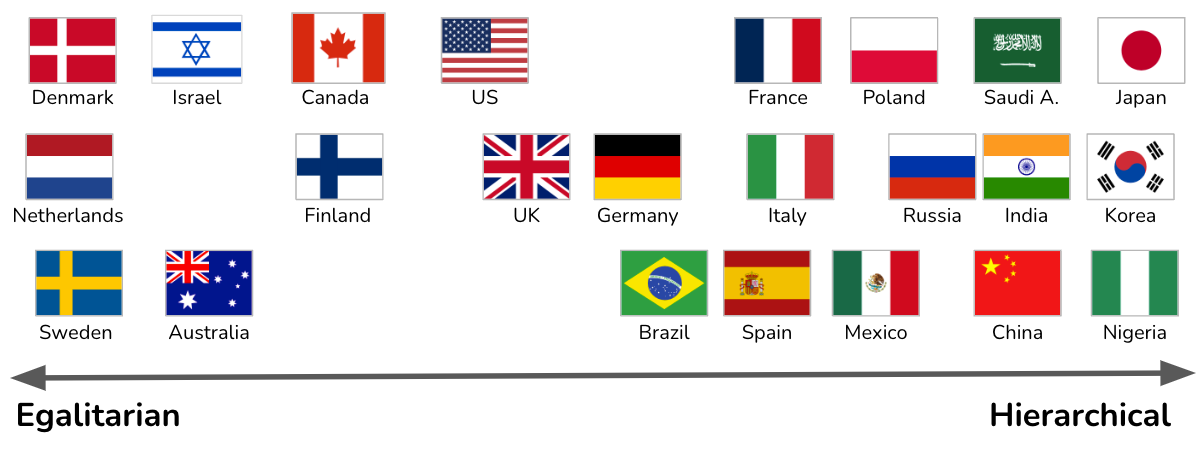 Denmark Israel Canada US France Poland Saudi A. Japan
Netherlands Finland UK Germany Italy Russia India Korea
Sweden Australia Brazil Spain Mexico China Nigeria
Egalitarian Hierarchical